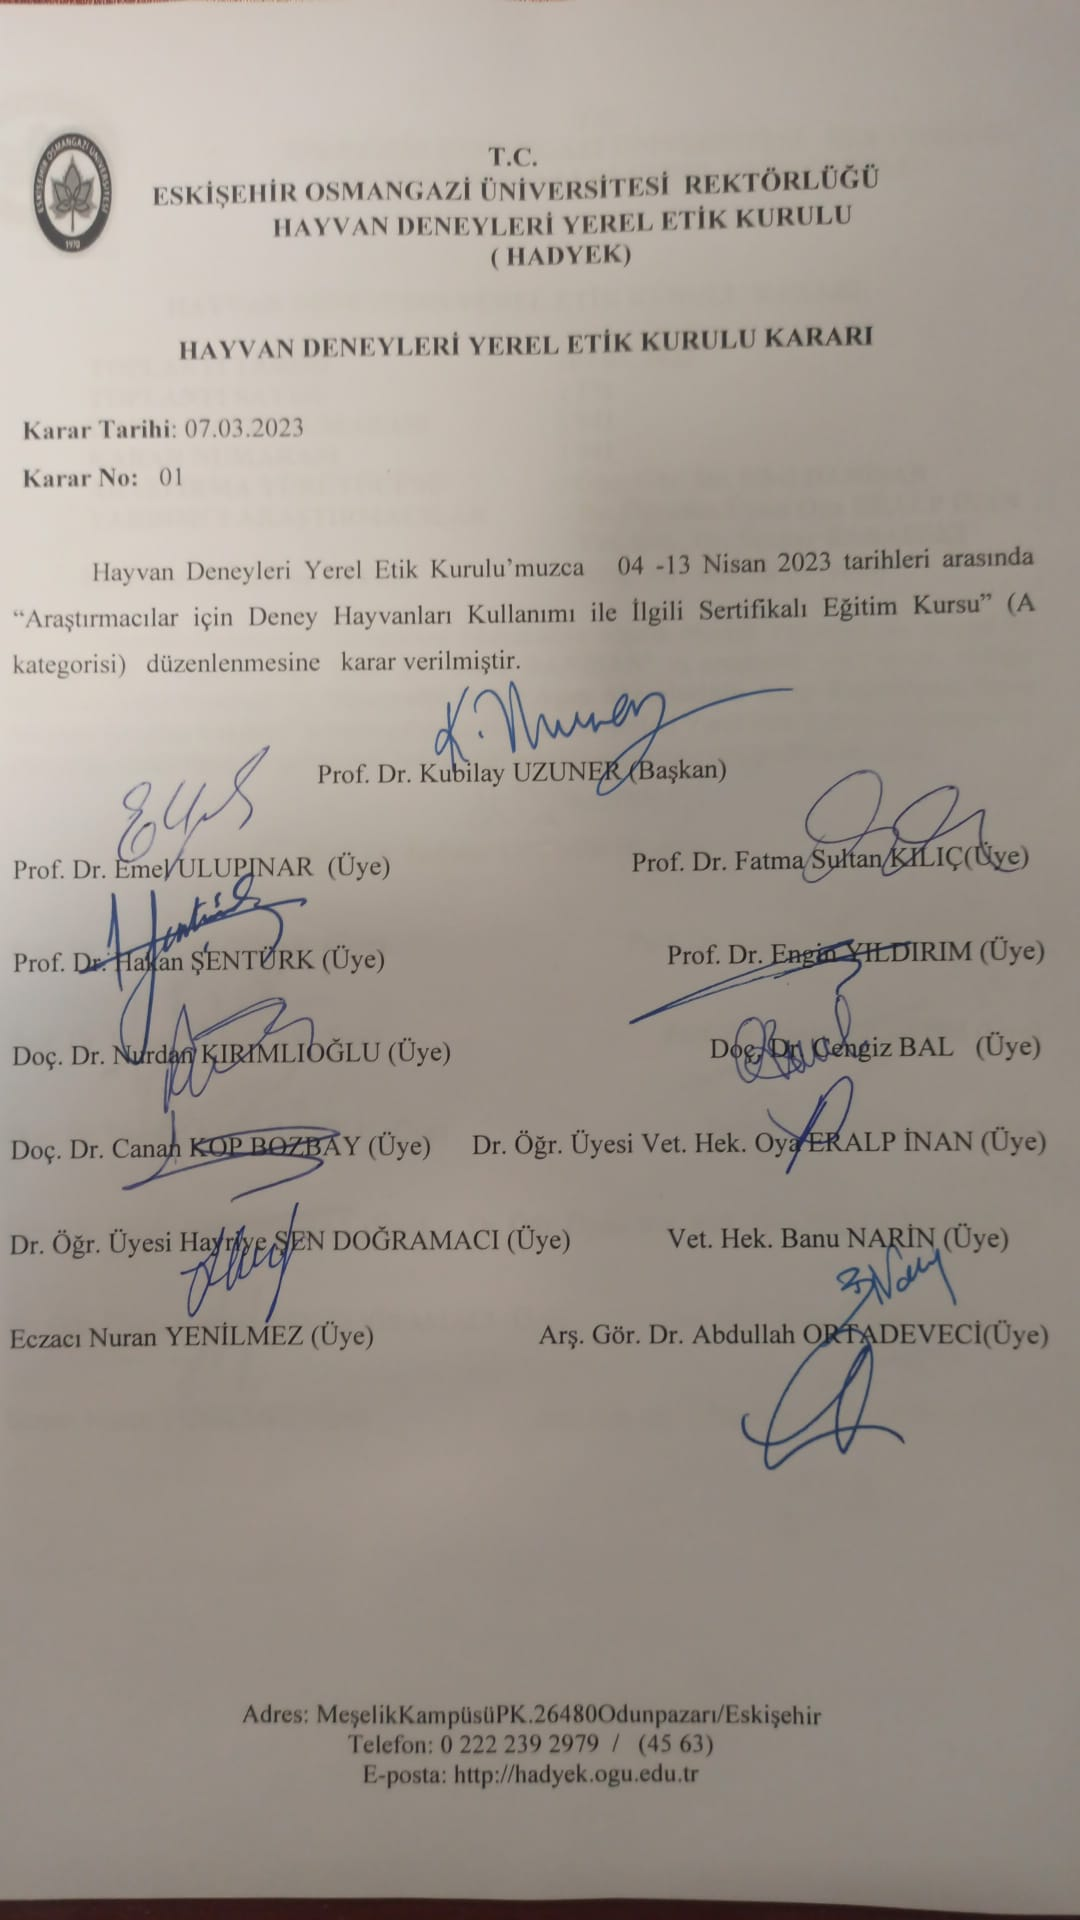 ESKİŞEHİR OSMANGAZİ ÜNİVERSİTESİ
1970
T.C.
ESKİŞEHİR OSMANGAZİ ÜNİVERSİTESİ REKTÖRLÜĞÜ
HAYVAN DENEYLERİ YEREL ETİK KURULU
( HADYEK)
HAYVAN DENEYLERİ YEREL ETİK KURULU KARARI
Karar Tarihi: 07.03.2023
Karar No: 01
Hayvan Deneyleri Yerel Etik Kurulu’muzca 04 -13 Nisan 2023 tarihleri arasında
“Araştırmacılar için Deney Hayvanları Kullanımı ile İlgili Sertifikalı Eğitim Kursu” (A
kategorisi) düzenlenmesine karar verilmiştir.
Prof. Dr. Kubilay UZUNER (Başkan)
Prof. Dr. Emel ULUPINAR (Üye) Prof. Dr. Fatma Sultan KILIÇ(Üye)
Prof. Dr. Hakan ŞENTÜRK (Üye) Prof. Dr. Engin YILDIRIM (Üye)
Doç. Dr. Nurdan KIRIMLIOĞLU (Üye) Doç. Dr. Cengiz BAL (Üye)
Doç. Dr. Canan KOP BOZBAY (Üye) Dr. Öğr. Üyesi Vet. Hek. Oya ERALP İNAN (Üye)
Dr. Öğr. Üyesi Hayriye ŞEN DOĞRAMACI (Üye) Vet. Hek. Banu NARİN (Üye)
Eczacı Nuran YENİLMEZ (Üye) Arş. Gör. Dr. Abdullah ORTADEVECİ(Üye)
Adres: MeşelikKampüsüPK.26480Odunpazarı/Eskişehir
Telefon: 0 222 239 2979 / (45 63)
E-posta: http://hadyek.ogu.edu.tr